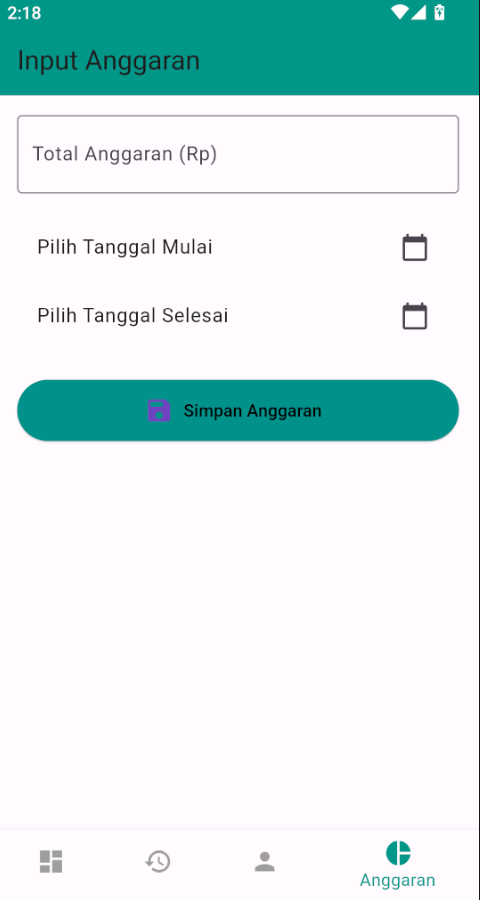 2:18
Input Anggaran
Total Anggaran (Rp)
Pilih Tanggal Mulai
Pilih Tanggal Selesai
Simpan Anggaran
Anggaran